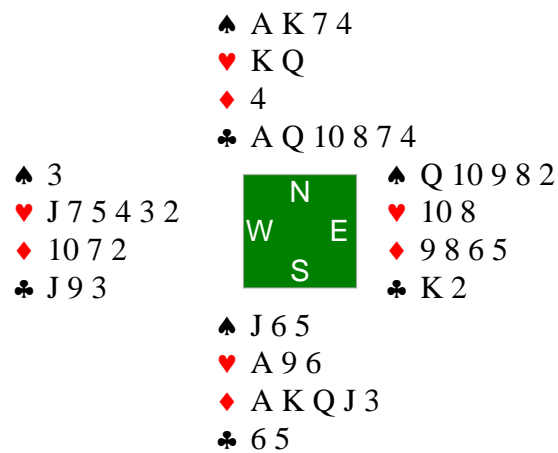 ♠ A K 7 4
♥ K Q
♦ 4
♣ A Q 10 8 7 4
♠ 3
♥ J 7 5 4 3 2
♦ 10 7 2
♣ J 9 3
N
W E
S
♠ Q 10 9 8 2
♥ 10 8
♦ 9 8 6 5
♣ K 2
♠ J 6 5
♥ A 9 6
♦ A K Q J 3
♣ 6 5